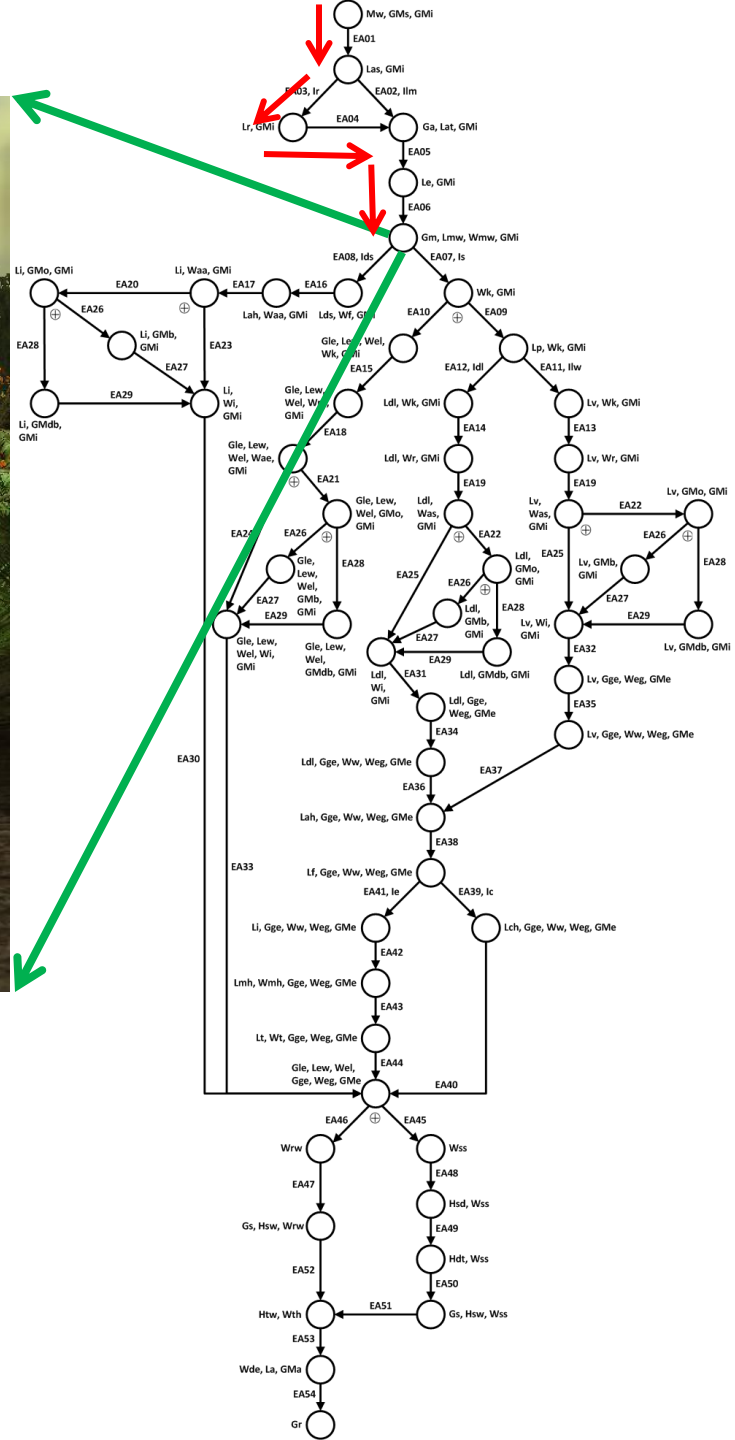 Mw, GMs, GMi
EA01
Las, GMi
EA03, Ir
EA02, Ilm
Lr, GMi
EA04
Ga, Lat, GMi
EA05
Le, GMi
EA06
Gm, Lmw, Wmw, GMi
EA08, Ids
EA07, Is
Li, GMo, GMi
EA20
Li, Waa, GMi
EA17
EA16
Lah, Waa, GMi
Lds, Wf, GMi
Wk, GMi
EA26
EA10
EA09
EA28
Li, GMb,
GMi
EA23
Gle, Lew, Wel,
Wk, GMi
Lp, Wk, GMi
EA27
EA15
EA12, Idl
EA11, Ilw
EA29
Li, GMdb,
GMi
Li,
Wi,
GMi
Gle, Lew,
Wel, Wr,
GMi
Ldl, Wk, GMi
Lv, Wk, GMi
EA18
EA14
EA13
Gle, Lew,
Wel, Wae,
GMi
Ldl, Wr, GMi
Lv, Wr, GMi
EA21
EA19
EA19
Gle, Lew,
Wel, GMo,
GMi
Ldl,
Was,
GMi
Lv,
Was,
GMi
EA22
Lv, GMo, GMi
EA24
EA26
EA22
EA26
EA28
Gle,
Lew,
Wel,
GMb,
GMi
EA28
EA25
Ldl,
GMo,
GMi
EA25
Lv, GMb,
GMi
EA27
EA26
Ldl,
GMb,
GMi
EA28
EA27
EA29
EA27
EA29
Gle, Lew,
Wel, Wi,
GMi
Gle, Lew,
Wel,
GMdb, GMi
EA29
Ldl, GMdb, GMi
Lv, Wi,
GMi
Lv, GMdb, GMi
Ldl,
Wi,
GMi
EA31
EA32
Lv, Gge, Weg, GMe
Ldl, Gge,
Weg, GMe
EA35
EA34
Lv, Gge, Ww, Weg, GMe
EA30
Ldl, Gge, Ww, Weg, GMe
EA37
EA36
Lah, Gge, Ww, Weg, GMe
EA38
EA33
Lf, Gge, Ww, Weg, GMe
EA41, Ie
EA39, Ic
Li, Gge, Ww, Weg, GMe
Lch, Gge, Ww, Weg, GMe
EA42
Lmh, Wmh, Gge, Weg, GMe
EA43
Lt, Wt, Gge, Weg, GMe
EA44
Gle, Lew, Wel,
Gge, Weg, GMe
EA40
EA46
EA45
Wrw
Wss
EA47
EA48
Hsd, Wss
Gs, Hsw, Wrw
EA49
EA52
Hdt, Wss
EA50
Htw, Wth
EA51
Gs, Hsw, Wss
EA53
Wde, La, GMa
EA54
Gr